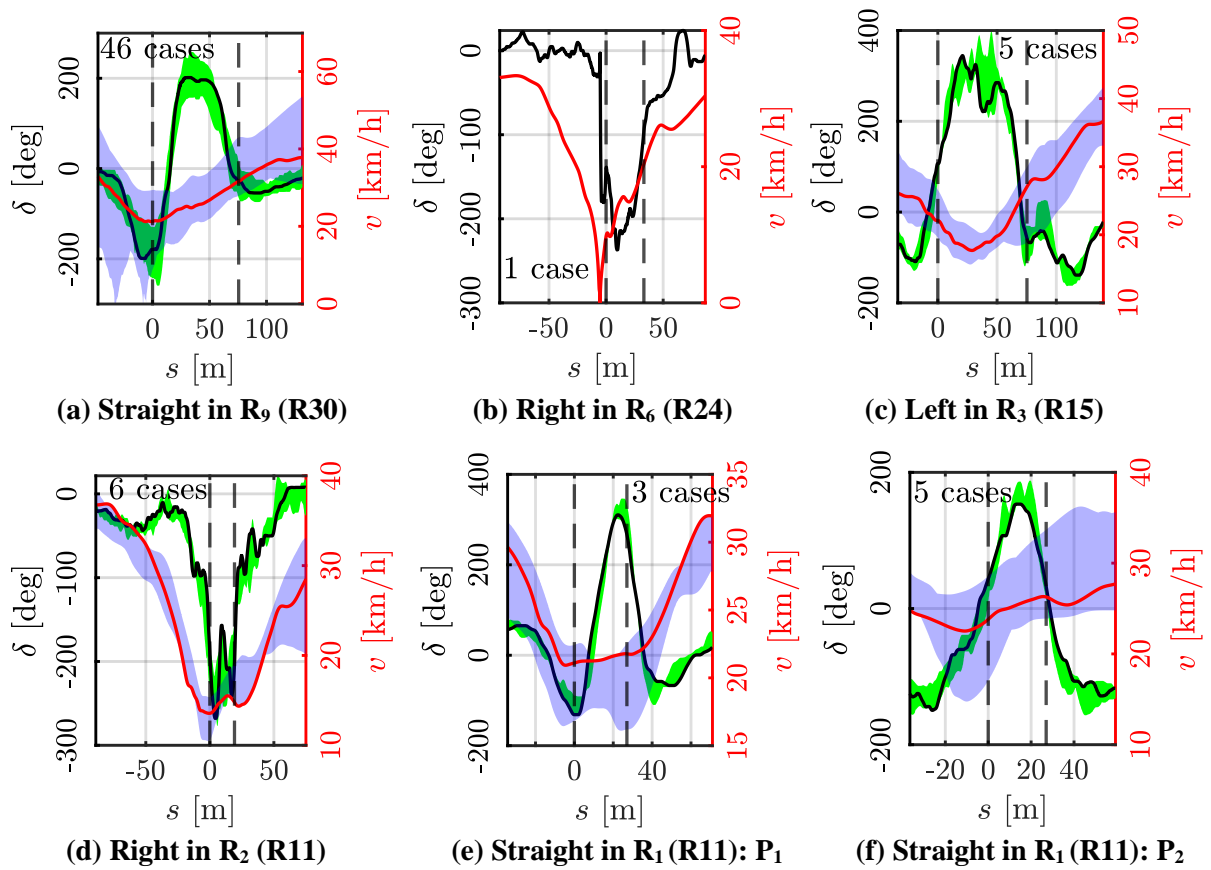 46 cases
200
0
-200
δ [deg]
60
40
20
0
v [km/h]
0 50 100
s [m]
(a) Straight in R₉ (R30)
1 case
0
-100
-200
-300
δ [deg]
40
20
0
v [km/h]
-50 0 50
s [m]
(b) Right in R₆ (R24)
5 cases
400
200
0
-200
δ [deg]
50
40
30
20
10
v [km/h]
0 50 100
s [m]
(c) Left in R₃ (R15)
6 cases
0
-100
-200
-300
δ [deg]
40
30
20
10
v [km/h]
-50 0 50
s [m]
(d) Right in R₂ (R11)
3 cases
400
200
0
-200
δ [deg]
35
30
25
20
15
v [km/h]
0 40
s [m]
(e) Straight in R₁ (R11): P₁
5 cases
200
0
-200
δ [deg]
40
30
20
10
v [km/h]
-20 0 20 40
s [m]
(f) Straight in R₁ (R11): P₂